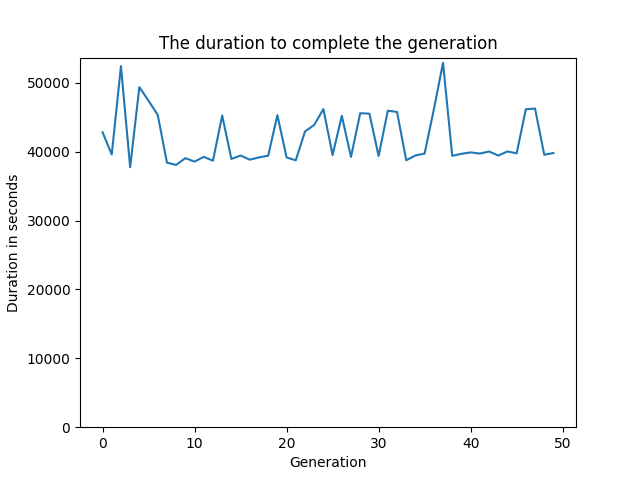 The duration to complete the generation
50000
40000
30000
20000
10000
0
Duration in seconds
0 10 20 30 40 50
Generation